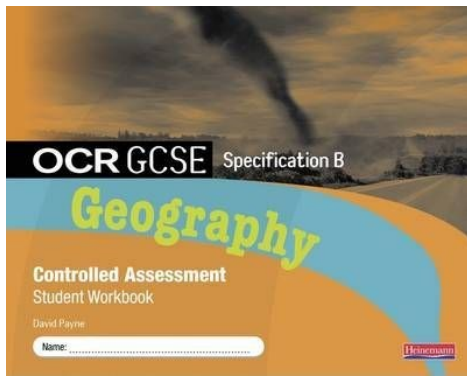 OCR GCSE Specification B
Geography
Controlled Assessment
Student Workbook
David Payne
Name:
Heinemann